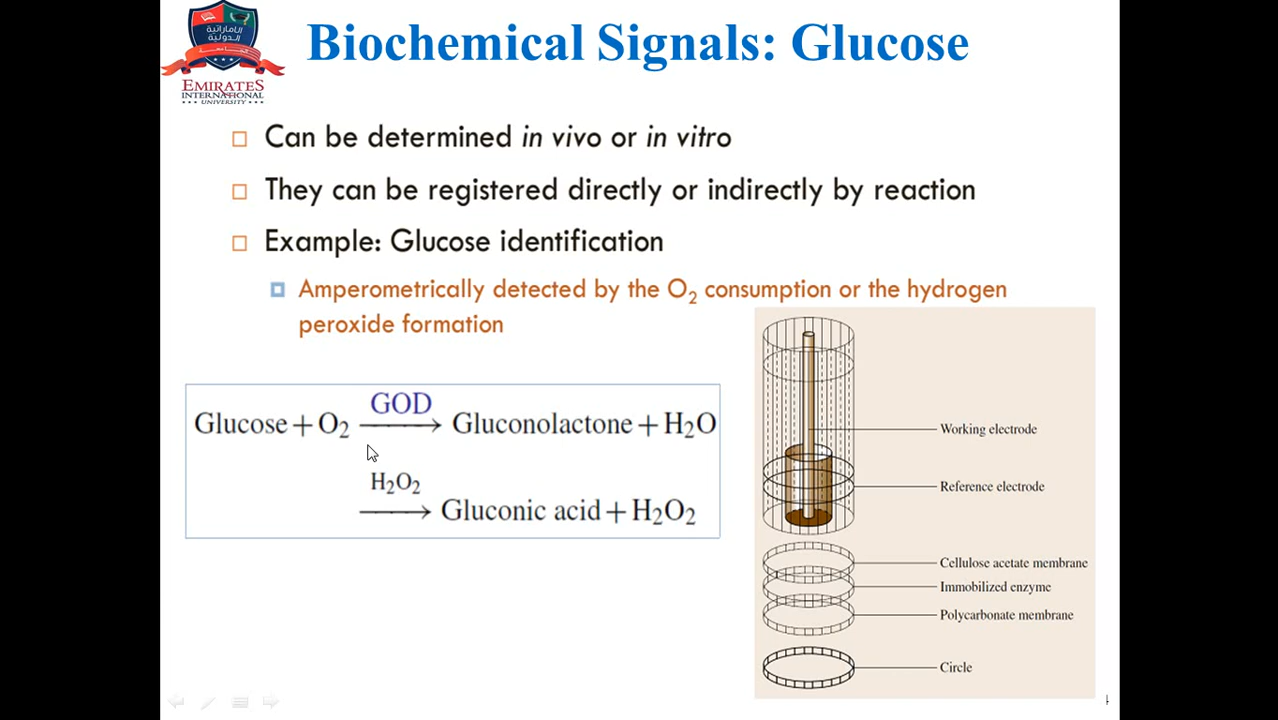 الإماراتية
الدولية
EMIRATES
INTERNATIONAL
UNIVERSITY
Biochemical Signals: Glucose
Can be determined in vivo or in vitro
They can be registered directly or indirectly by reaction
Example: Glucose identification
Amperometrically detected by the O₂ consumption or the hydrogen
peroxide formation
GOD
Glucose + O₂ ⟶ Gluconolactone + H₂O
H₂O₂
⟶ Gluconic acid + H₂O₂
Working electrode
Reference electrode
Cellulose acetate membrane
Immobilized enzyme
Polycarbonate membrane
Circle